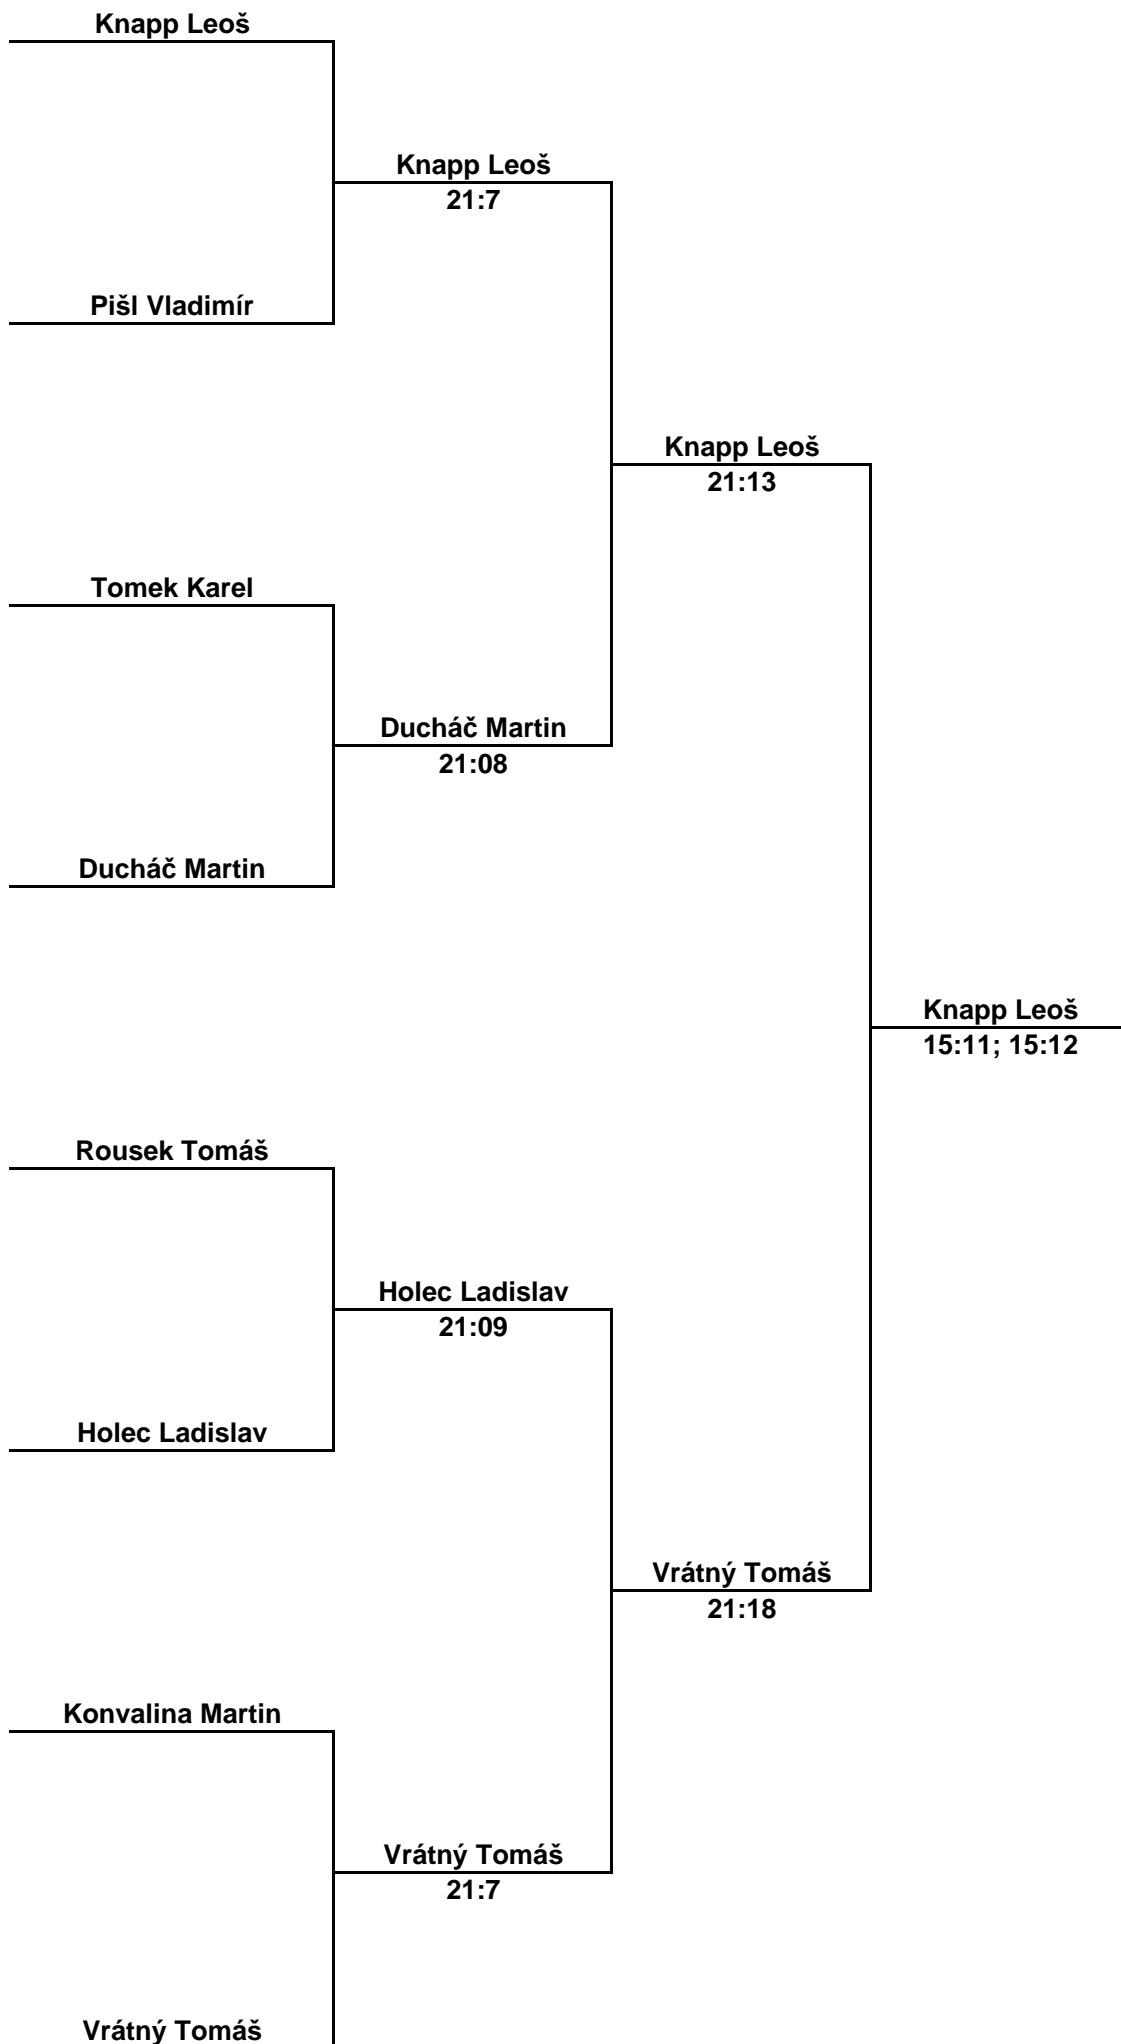 Knapp Leoš
Knapp Leoš
21:7
Pišl Vladimír
Knapp Leoš
21:13
Tomek Karel
Ducháč Martin
21:08
Ducháč Martin
Knapp Leoš
15:11; 15:12
Rousek Tomáš
Holec Ladislav
21:09
Holec Ladislav
Vrátný Tomáš
21:18
Konvalina Martin
Vrátný Tomáš
21:7
Vrátný Tomáš